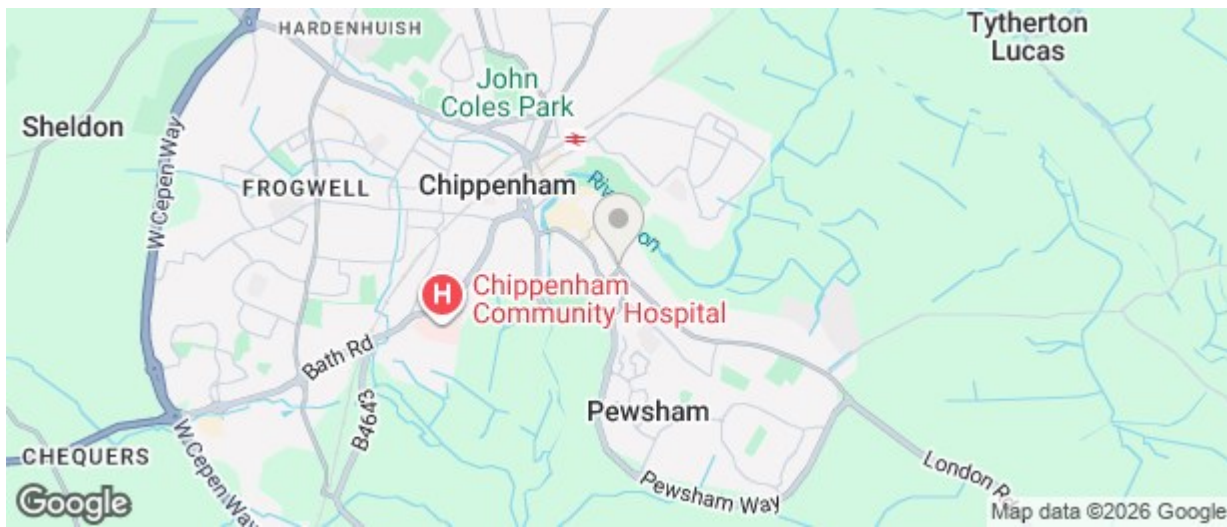 HARDENHUISH
Tytherton
Lucas
John
Coles Park
Sheldon
W Cepen Way
FROGWELL
Chippenham
H
Chippenham
Community Hospital
Bath Rd
B4643
Pewsham
CHEQUERS
W Cepen Way
Pewsham Way
London
Google
Map data ©2026 Google